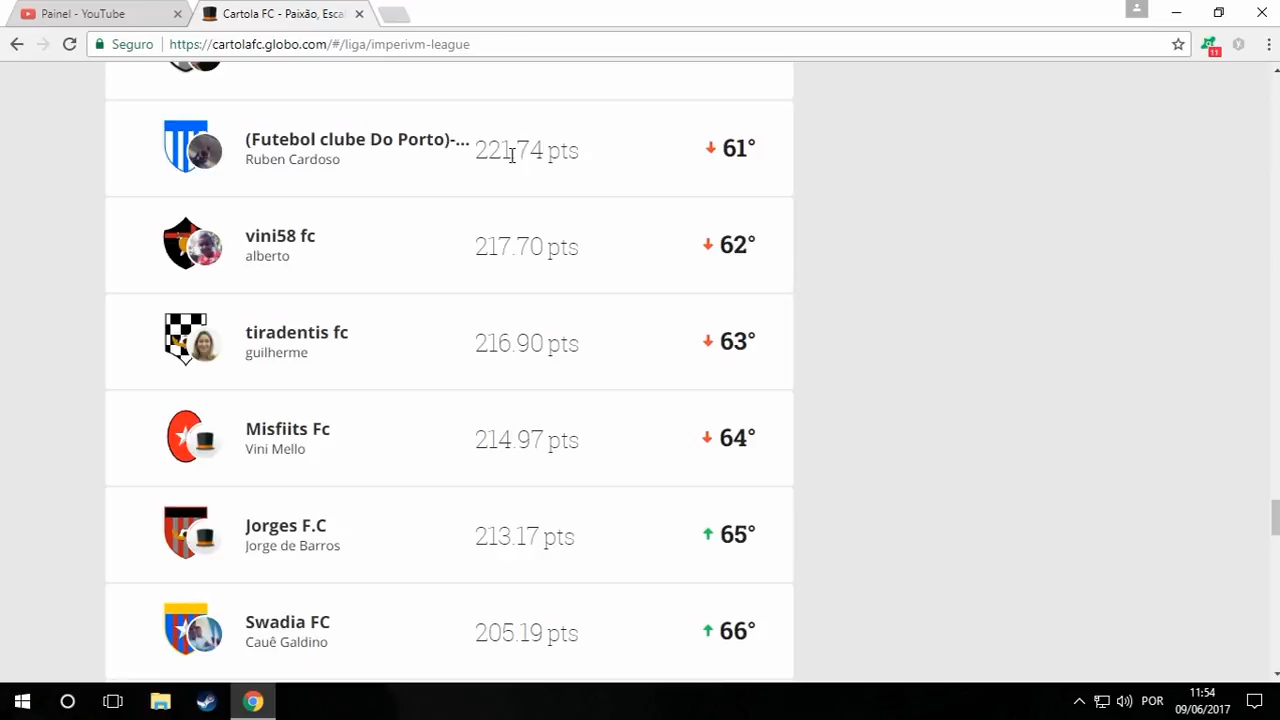 Painel - YouTube
Cartola FC - Paixão, Escal
Seguro
https://cartolafc.globo.com/#/liga/imperivm-league
11
(Futebol clube Do Porto)-...
Ruben Cardoso
221.74 pts
61°
vini58 fc
alberto
217.70 pts
62°
tiradentis fc
guilherme
216.90 pts
63°
Misfiits Fc
Vini Mello
214.97 pts
64°
Jorges F.C
Jorge de Barros
213.17 pts
65°
Swadia FC
Cauê Galdino
205.19 pts
66°
POR
11:54
09/06/2017